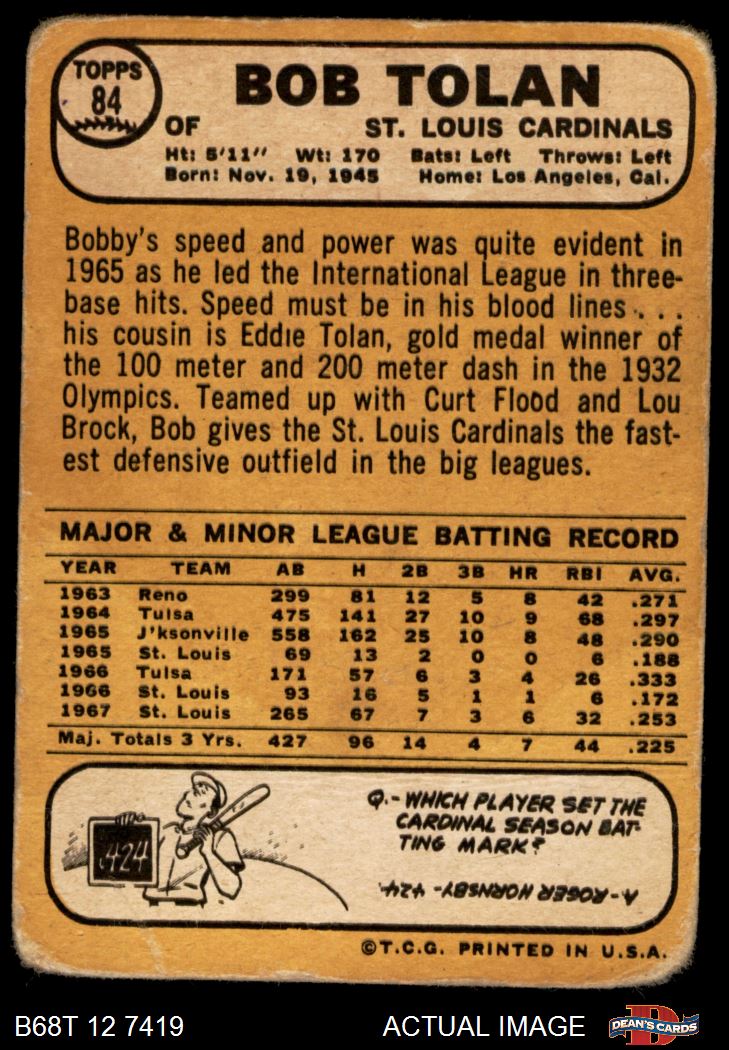 TOPPS
84
BOB TOLAN
OF ST. LOUIS CARDINALS
Ht: 5'11" Wt: 170 Bats: Left Throws: Left
Born: Nov. 19, 1945 Home: Los Angeles, Cal.
Bobby's speed and power was quite evident in
1965 as he led the International League in three-
base hits. Speed must be in his blood lines . . .
his cousin is Eddie Tolan, gold medal winner of
the 100 meter and 200 meter dash in the 1932
Olympics. Teamed up with Curt Flood and Lou
Brock, Bob gives the St. Louis Cardinals the fast-
est defensive outfield in the big leagues.
MAJOR & MINOR LEAGUE BATTING RECORD
YEAR TEAM AB H 2B 3B HR RBI AVG.
1963 Reno 299 81 12 5 8 42 .271
1964 Tulsa 475 141 27 10 9 68 .297
1965 J'ksonville 558 162 25 10 8 48 .290
1965 St. Louis 69 13 2 0 0 6 .188
1966 Tulsa 171 57 6 3 4 26 .333
1966 St. Louis 93 16 5 1 1 6 .172
1967 St. Louis 265 67 7 3 6 32 .253
Maj. Totals 3 Yrs. 427 96 14 4 7 44 .225
.424
Q.- WHICH PLAYER SET THE
CARDINAL SEASON BAT-
TING MARK?
A- ROGER HORNSBY- .424
©T.C.G. PRINTED IN U.S.A.
B68T 12 7419 ACTUAL IMAGE D DEAN'S CARDS